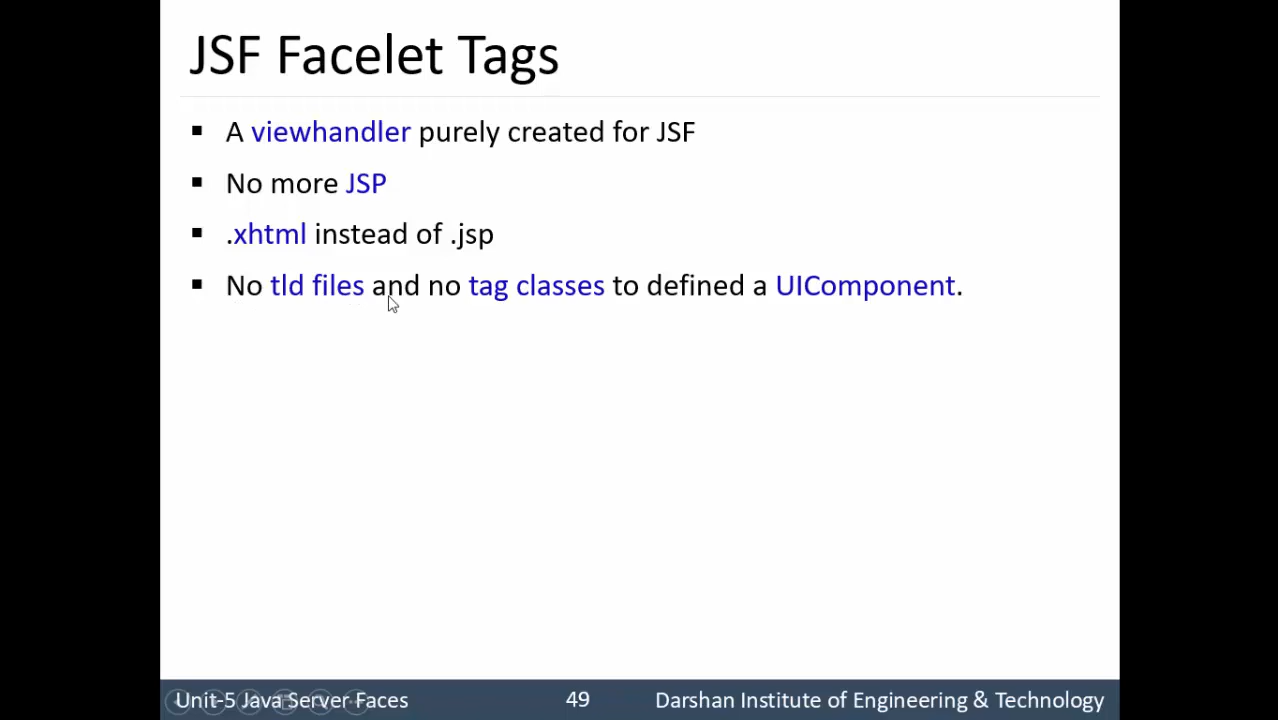 JSF Facelet Tags
▪ A viewhandler purely created for JSF
▪ No more JSP
▪ .xhtml instead of .jsp
▪ No tld files and no tag classes to defined a UIComponent.
Unit-5 Java Server Faces 49 Darshan Institute of Engineering & Technology